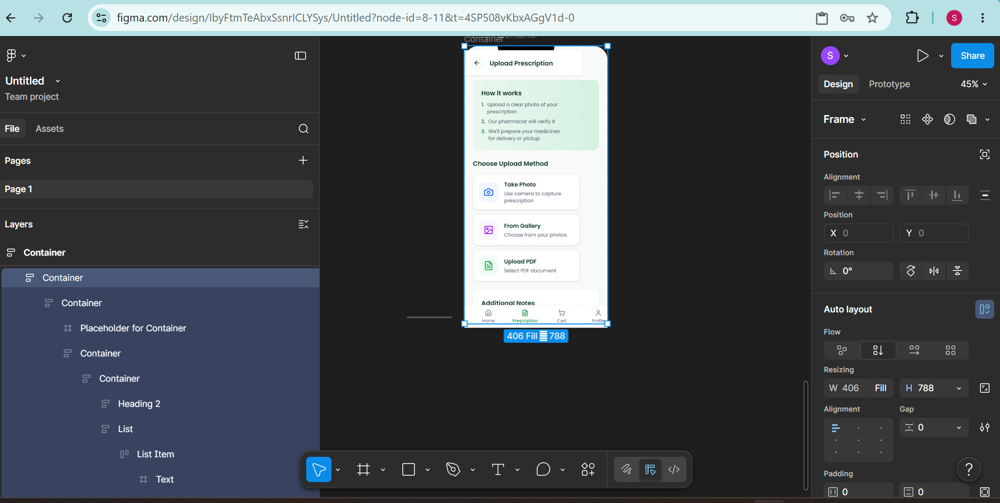 figma.com/design/IbyFtmTeAbxSsnrICLYSys/Untitled?node-id=8-11&t=4SP508vKbxAGgV1d-0
S
Untitled
Team project
File
Assets
Pages
Page 1
Layers
Container
Container
Container
Placeholder for Container
Container
Container
Heading 2
List
List Item
Text
Container
Upload Prescription
How it works
1. Upload a clear photo of your
prescription
2. Our pharmacist will verify it
3. We'll prepare your medicines
for delivery or pickup
Choose Upload Method
Take Photo
Use camera to capture
prescription
From Gallery
Choose from your photos
Upload PDF
Select PDF document
Additional Notes
Home
Prescription
Cart
Profile
406 Fill 788
S
Share
Design
Prototype
45%
Frame
Position
Alignment
Position
X 0
Y 0
Rotation
0°
Auto layout
Flow
Resizing
W 406 Fill
H 788
Alignment
Gap
0
Padding
0
0
?